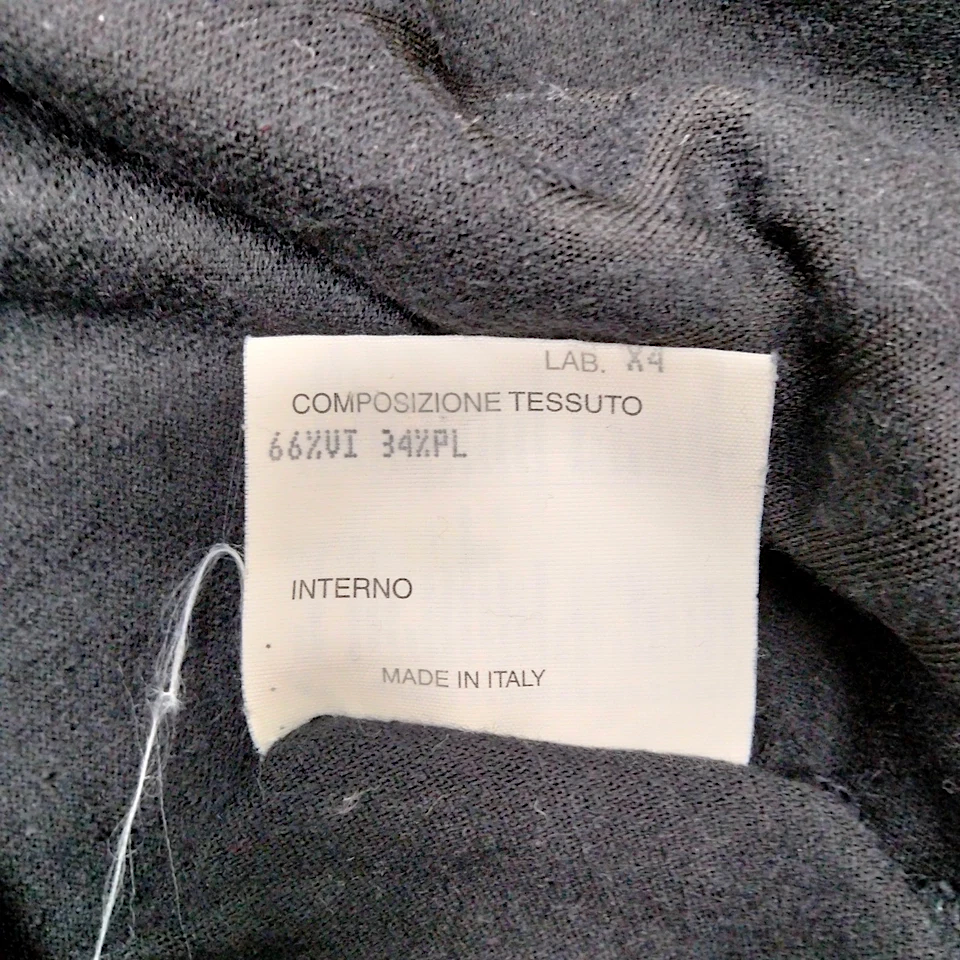 LAB. X4
COMPOSIZIONE TESSUTO
66%VI 34%PL
INTERNO
MADE IN ITALY